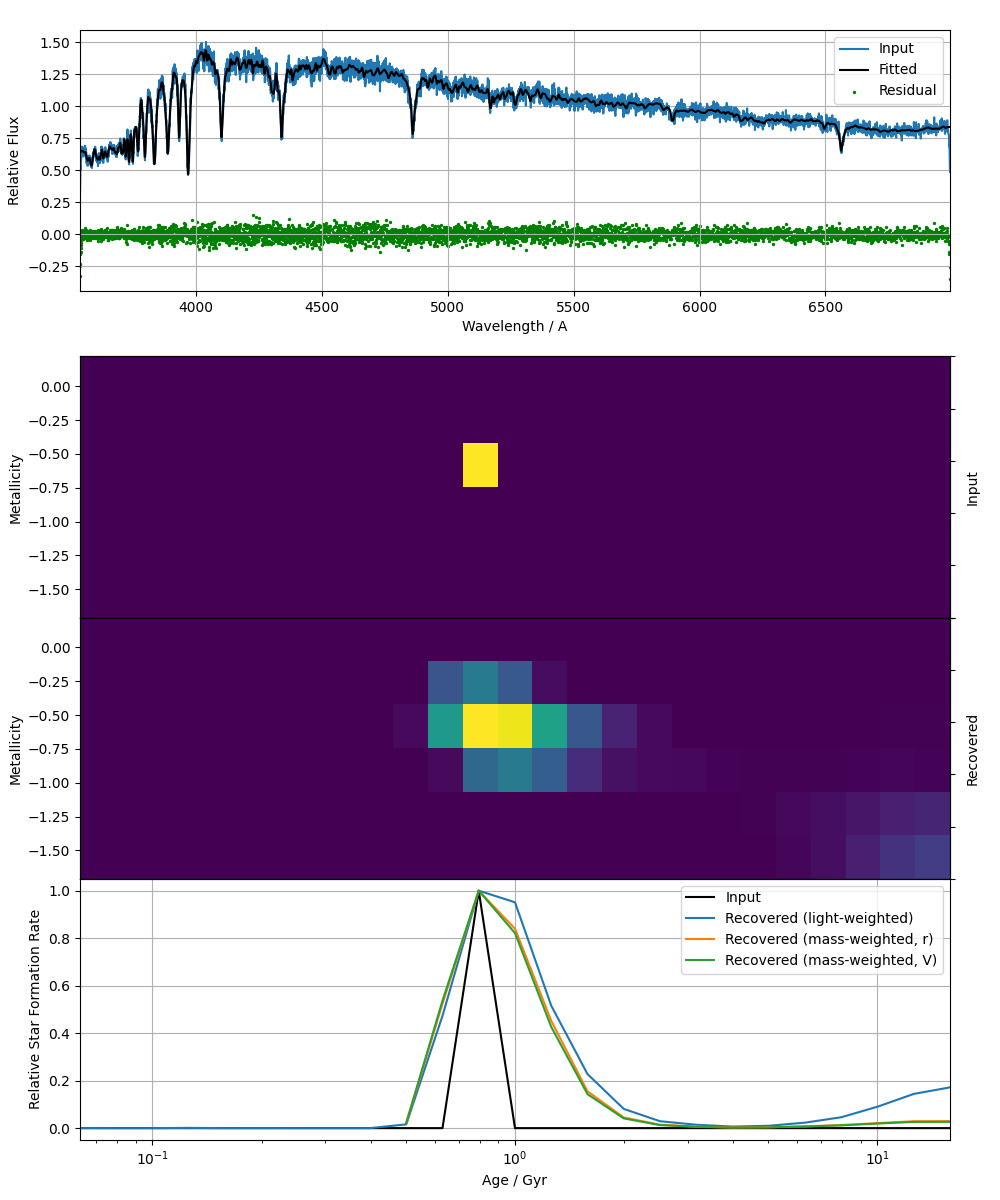 1.50
1.25
1.00
0.75
0.50
0.25
0.00
−0.25
Relative Flux
Input
Fitted
Residual
4000
4500
5000
5500
6000
6500
Wavelength / A
0.00
−0.25
−0.50
−0.75
−1.00
−1.25
−1.50
Metallicity
Input
0.00
−0.25
−0.50
−0.75
−1.00
−1.25
−1.50
Metallicity
Recovered
1.0
0.8
0.6
0.4
0.2
0.0
Relative Star Formation Rate
Input
Recovered (light-weighted)
Recovered (mass-weighted, r)
Recovered (mass-weighted, V)
10⁻¹
10⁰
10¹
Age / Gyr